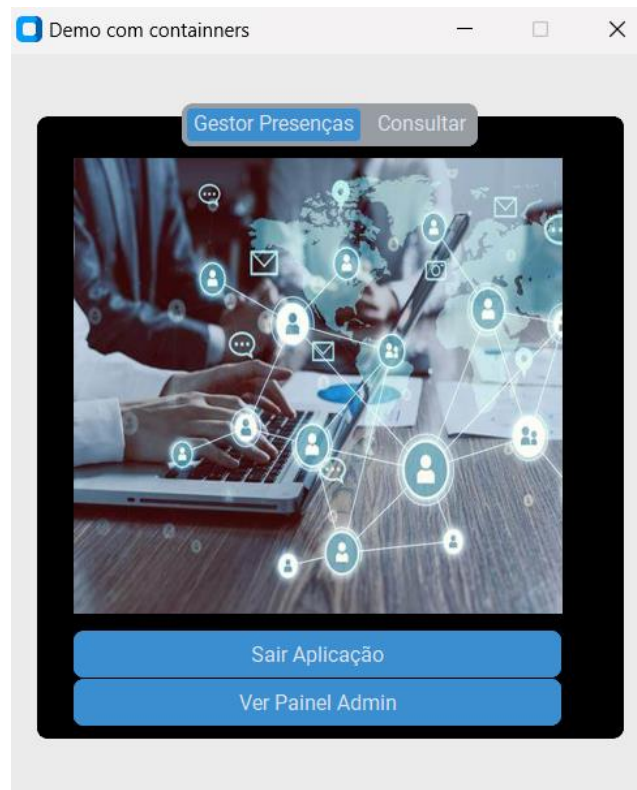 Demo com containners
Gestor Presenças Consultar
Sair Aplicação
Ver Painel Admin